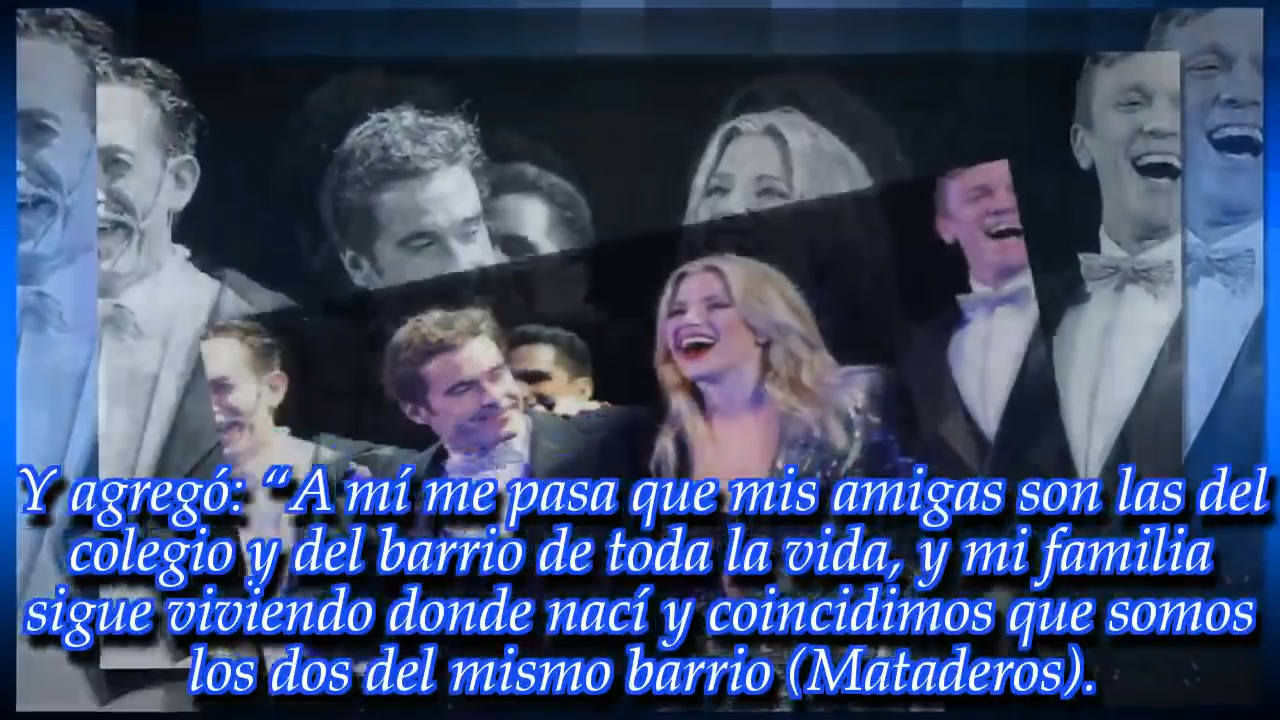 Y agregó: “A mí me pasa que mis amigas son las del
colegio y del barrio de toda la vida, y mi familia
sigue viviendo donde nací y coincidimos que somos
los dos del mismo barrio (Mataderos).